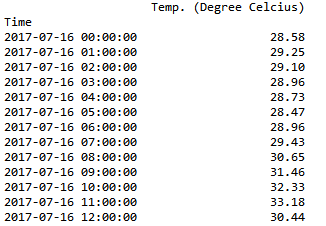 Temp. (Degree Celcius)
Time
2017-07-16 00:00:00 28.58
2017-07-16 01:00:00 29.25
2017-07-16 02:00:00 29.10
2017-07-16 03:00:00 28.96
2017-07-16 04:00:00 28.73
2017-07-16 05:00:00 28.47
2017-07-16 06:00:00 28.96
2017-07-16 07:00:00 29.43
2017-07-16 08:00:00 30.65
2017-07-16 09:00:00 31.46
2017-07-16 10:00:00 32.33
2017-07-16 11:00:00 33.18
2017-07-16 12:00:00 30.44